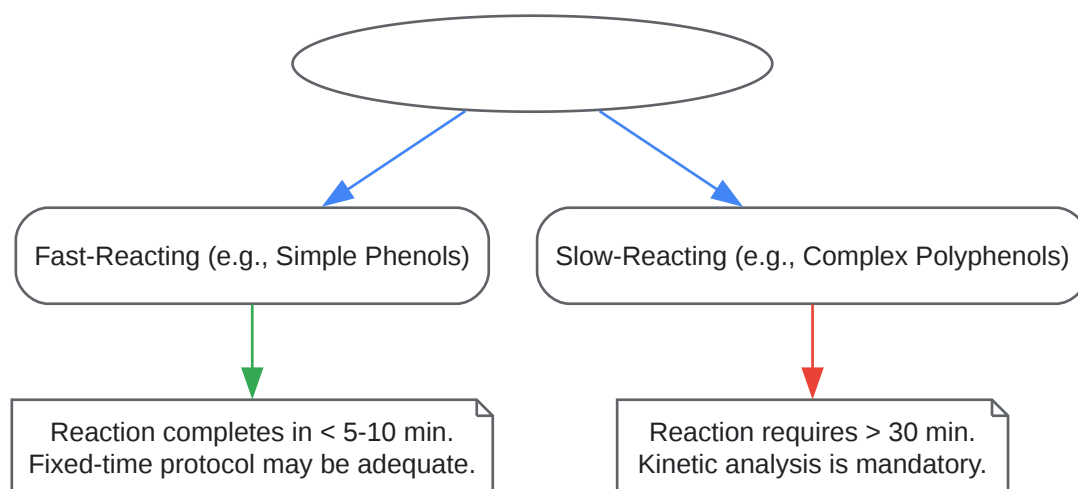 Fast-Reacting (e.g., Simple Phenols)
Slow-Reacting (e.g., Complex Polyphenols)
Reaction completes in < 5-10 min.
Fixed-time protocol may be adequate.
Reaction requires > 30 min.
Kinetic analysis is mandatory.